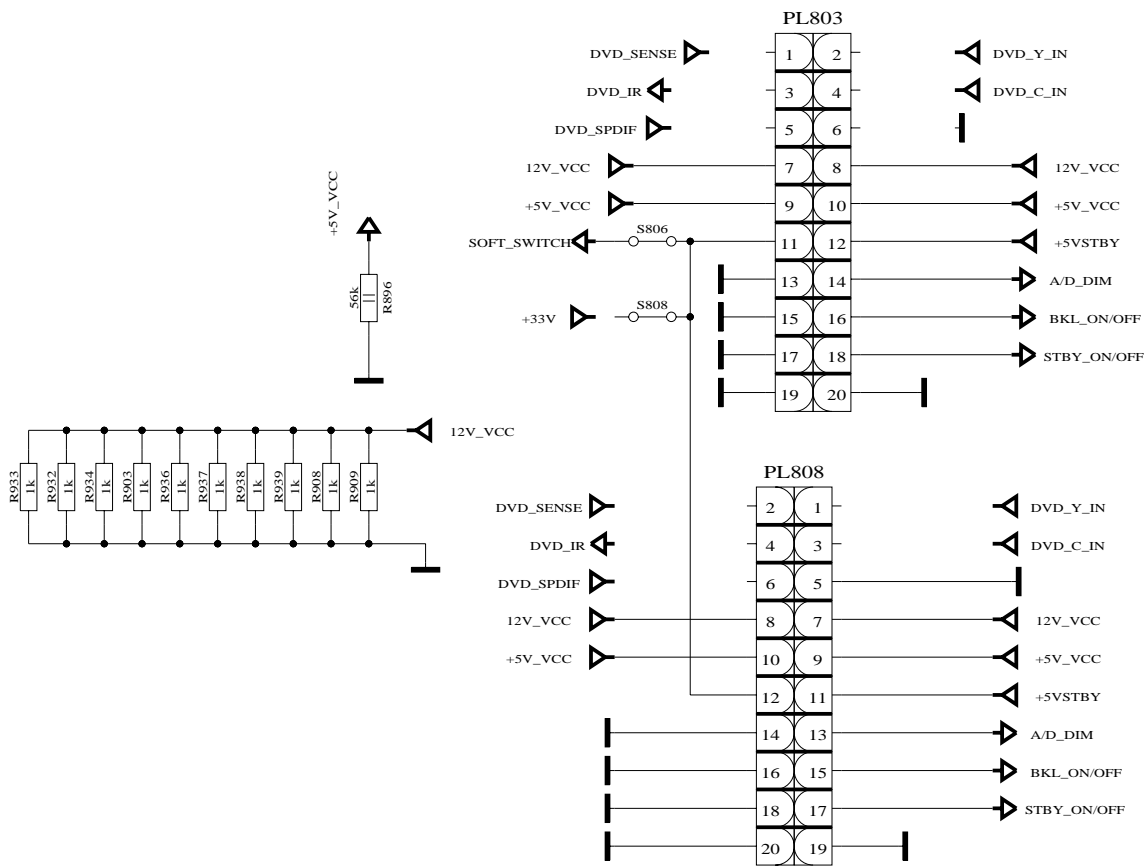 PL803
DVD_SENSE 1 2 DVD_Y_IN
DVD_IR 3 4 DVD_C_IN
DVD_SPDIF 5 6
12V_VCC 7 8 12V_VCC
+5V_VCC 9 10 +5V_VCC
SOFT_SWITCH S806 11 12 +5VSTBY
13 14 A/D_DIM
+33V S808 15 16 BKL_ON/OFF
17 18 STBY_ON/OFF
19 20
+5V_VCC
56k
R896
12V_VCC
R933 1k
R932 1k
R934 1k
R903 1k
R936 1k
R937 1k
R938 1k
R939 1k
R908 1k
R909 1k
PL808
DVD_SENSE 2 1 DVD_Y_IN
DVD_IR 4 3 DVD_C_IN
DVD_SPDIF 6 5
12V_VCC 8 7 12V_VCC
+5V_VCC 10 9 +5V_VCC
12 11 +5VSTBY
14 13 A/D_DIM
16 15 BKL_ON/OFF
18 17 STBY_ON/OFF
20 19